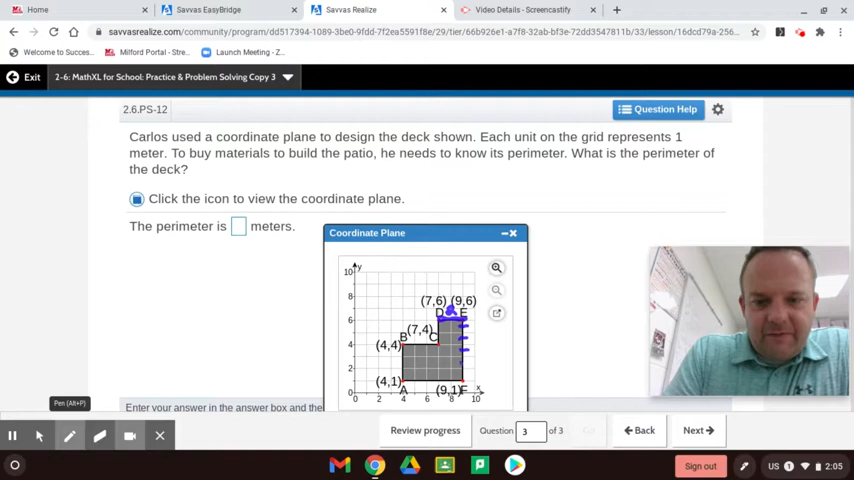 Home
Savvas EasyBridge
Savvas Realize
Video Details - Screencastify
savvasrealize.com/community/program/dd517394-1089-3be0-9fdd-7f2ea5591f8c/29/tier/66b926e1-a7f8-32ab-bf3e-72dd3547811b/33/lesson/16dcd79a-256...
Welcome to Succes...
Milford Portal - Stre...
Launch Meeting - Z...
Exit
2-6: MathXL for School: Practice & Problem Solving Copy 3
2.6.PS-12
Question Help
Carlos used a coordinate plane to design the deck shown. Each unit on the grid represents 1
meter. To buy materials to build the patio, he needs to know its perimeter. What is the perimeter of
the deck?
Click the icon to view the coordinate plane.
The perimeter is meters.
Coordinate Plane
10 y
8
(7,6) (9,6)
D E
6
(7,4)
B C
4 (4,4)
2
(4,1)
A (9,1) F x
0
0 2 4 6 8 10
Pen (Alt+P)
Enter your answer in the answer box and the
Review progress
Question 3 of 3
Go
Back
Next
Sign out
US 1 2:05